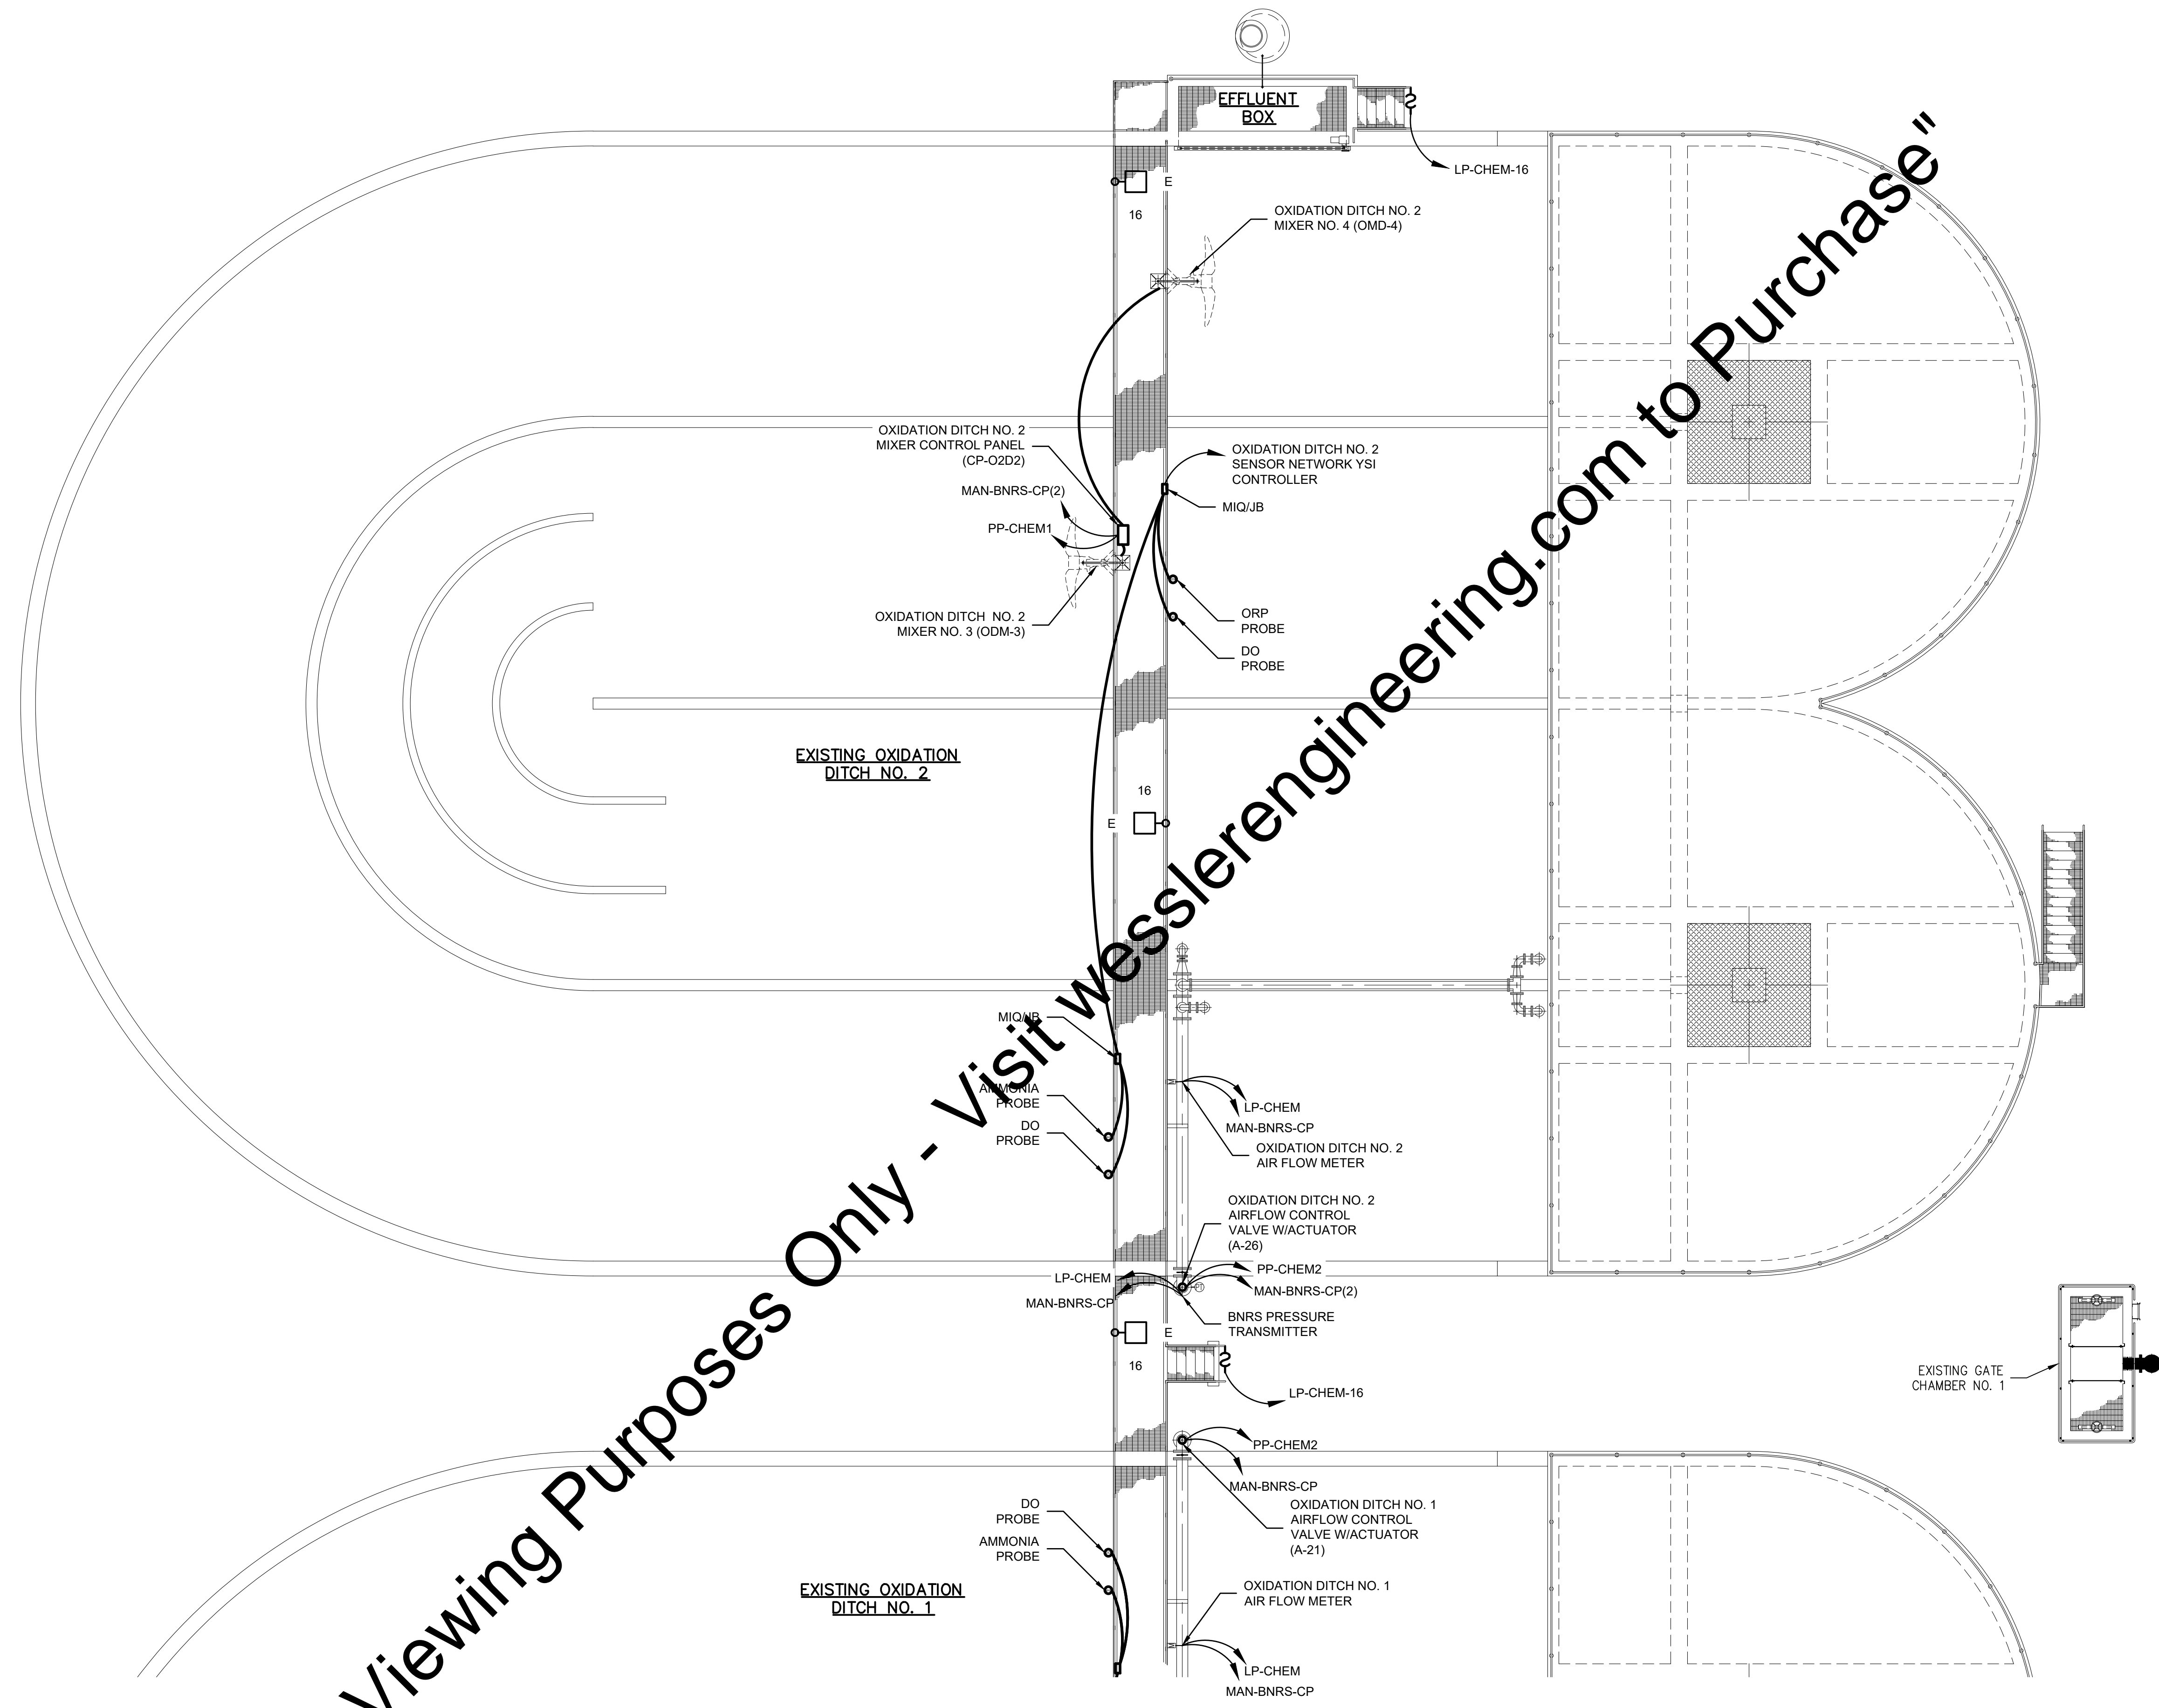 EFFLUENT
BOX
LP-CHEM-16
E
16
OXIDATION DITCH NO. 2
MIXER NO. 4 (OMD-4)
OXIDATION DITCH NO. 2
MIXER CONTROL PANEL
(CP-O2D2)
OXIDATION DITCH NO. 2
SENSOR NETWORK YSI
CONTROLLER
MAN-BNRS-CP(2)
MIQ/JB
PP-CHEM1
OXIDATION DITCH NO. 2
MIXER NO. 3 (ODM-3)
ORP
PROBE
DO
PROBE
EXISTING OXIDATION
DITCH NO. 2
16
E
MIQ/JB
AMMONIA
PROBE
DO
PROBE
LP-CHEM
MAN-BNRS-CP
OXIDATION DITCH NO. 2
AIR FLOW METER
OXIDATION DITCH NO. 2
AIRFLOW CONTROL
VALVE W/ACTUATOR
(A-26)
LP-CHEM
MAN-BNRS-CP
PP-CHEM2
MAN-BNRS-CP(2)
BNRS PRESSURE
TRANSMITTER
E
16
LP-CHEM-16
EXISTING GATE
CHAMBER NO. 1
PP-CHEM2
MAN-BNRS-CP
OXIDATION DITCH NO. 1
AIRFLOW CONTROL
VALVE W/ACTUATOR
(A-21)
DO
PROBE
AMMONIA
PROBE
EXISTING OXIDATION
DITCH NO. 1
OXIDATION DITCH NO. 1
AIR FLOW METER
LP-CHEM
MAN-BNRS-CP
Viewing Purposes Only - Visit wesslerengineering.com to Purchase"